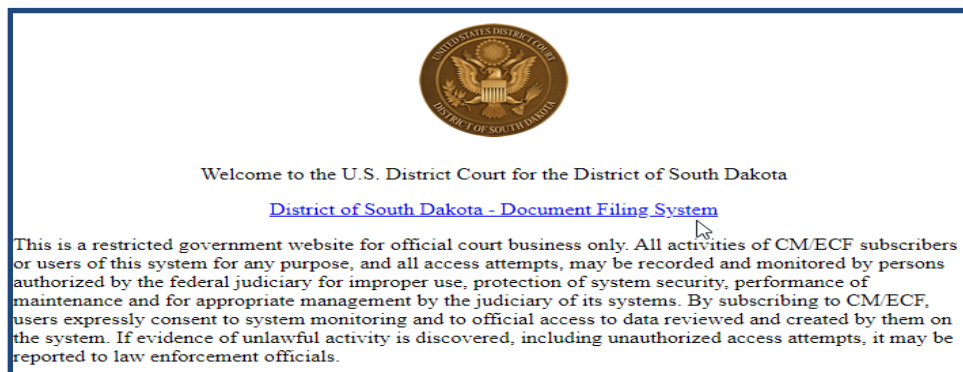 UNITED STATES DISTRICT COURT
DISTRICT OF SOUTH DAKOTA
Welcome to the U.S. District Court for the District of South Dakota
District of South Dakota - Document Filing System
This is a restricted government website for official court business only. All activities of CM/ECF subscribers
or users of this system for any purpose, and all access attempts, may be recorded and monitored by persons
authorized by the federal judiciary for improper use, protection of system security, performance of
maintenance and for appropriate management by the judiciary of its systems. By subscribing to CM/ECF,
users expressly consent to system monitoring and to official access to data reviewed and created by them on
the system. If evidence of unlawful activity is discovered, including unauthorized access attempts, it may be
reported to law enforcement officials.